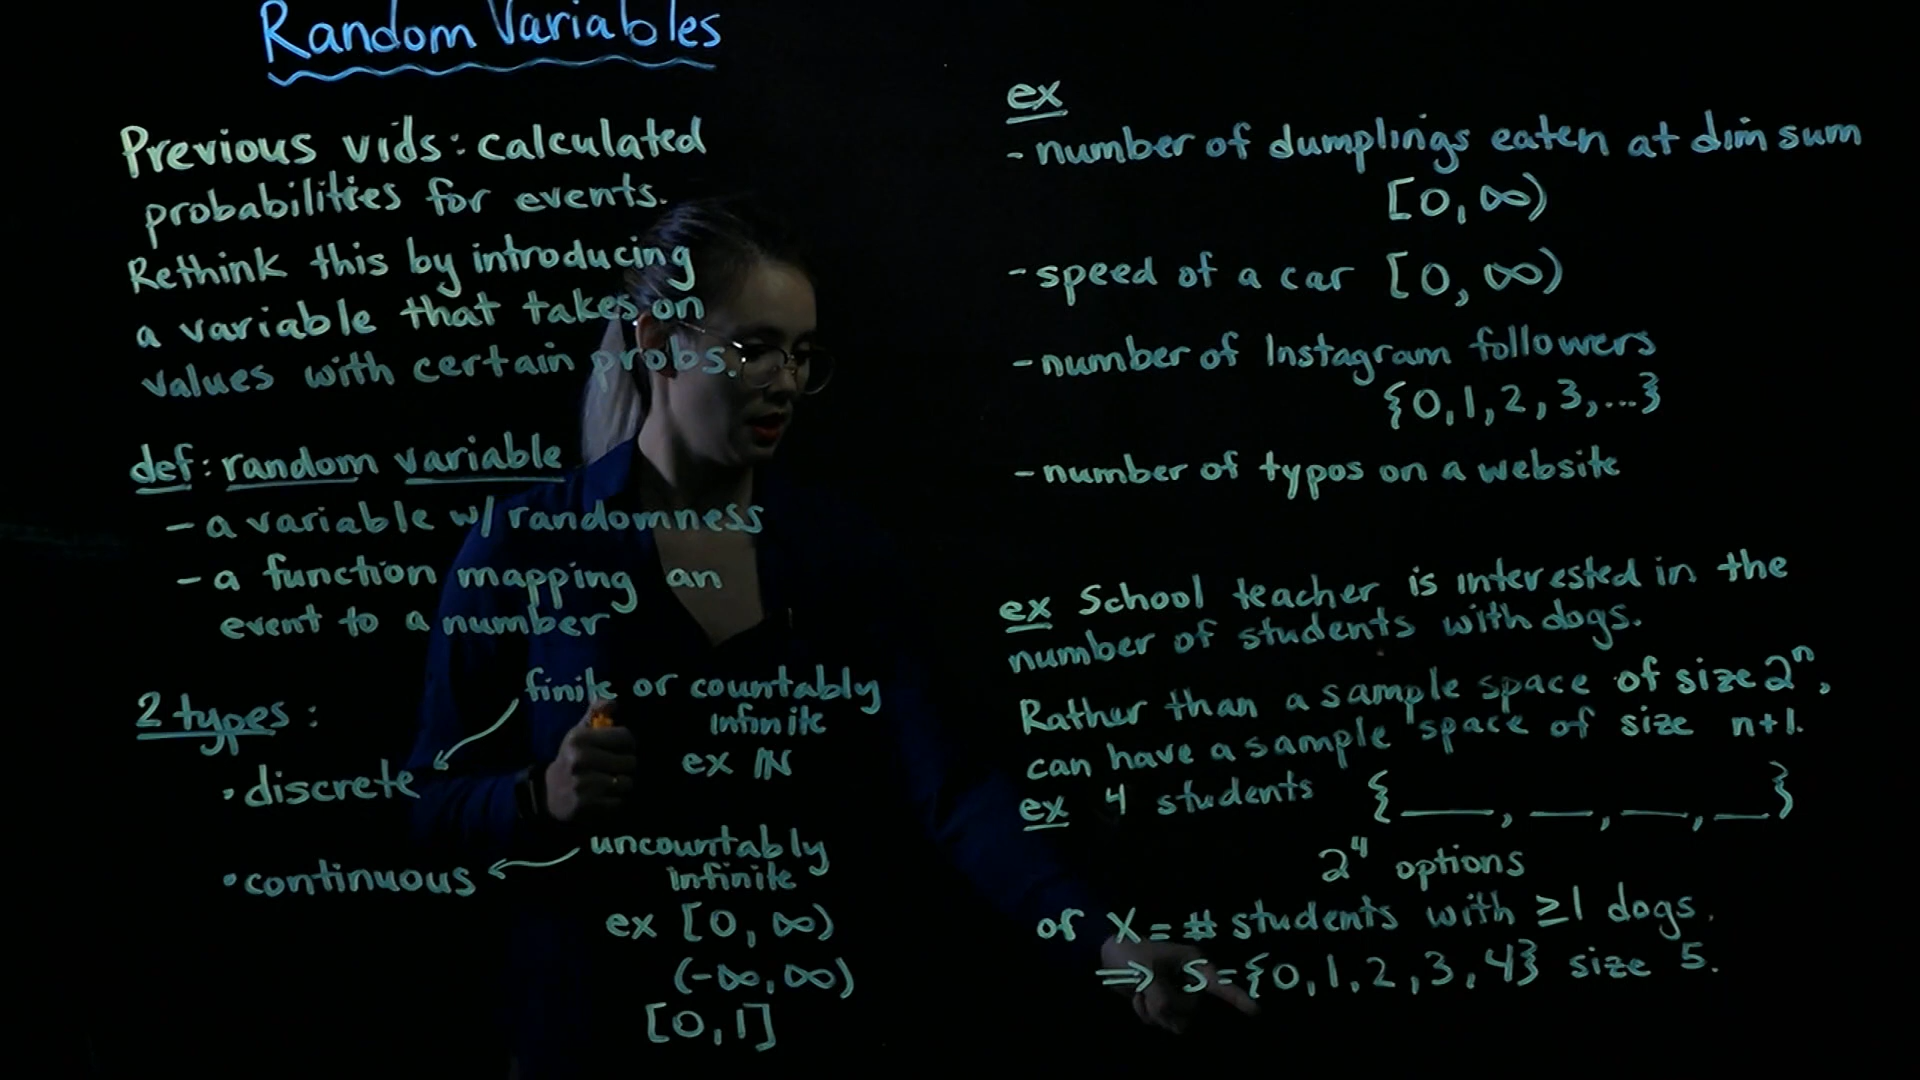 Random Variables
Previous vids: calculated
probabilities for events.
Rethink this by introducing
a variable that takes on
values with certain probs.
def: random variable
- a variable w/ randomness
- a function mapping an
event to a number
2 types:
finite or countably
infinite
ex ℕ
• discrete
uncountably
infinite
• continuous
ex [0, ∞)
(-∞, ∞)
[0, 1]
ex
- number of dumplings eaten at dim sum
[0, ∞)
- speed of a car [0, ∞)
- number of Instagram followers
{0, 1, 2, 3, ...}
- number of typos on a website
ex School teacher is interested in the
number of students with dogs.
Rather than a sample space of size 2ⁿ,
can have a sample space of size n+1.
ex 4 students {___, __, __, __}
2⁴ options
or X = # students with ≥1 dogs.
⇒ S = {0, 1, 2, 3, 4} size 5.